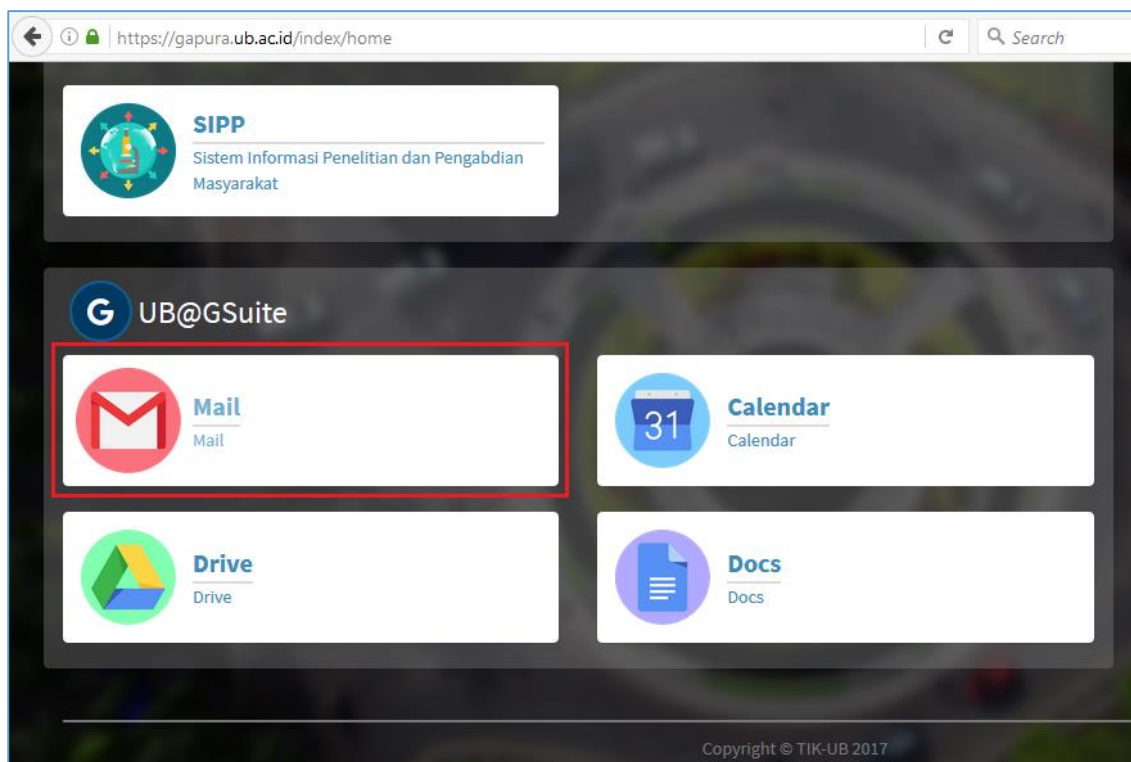 https://gapura.ub.ac.id/index/home
Search
SIPP
Sistem Informasi Penelitian dan Pengabdian
Masyarakat
G UB@GSuite
Mail
Mail
31
Calendar
Calendar
Drive
Drive
Docs
Docs
Copyright © TIK-UB 2017